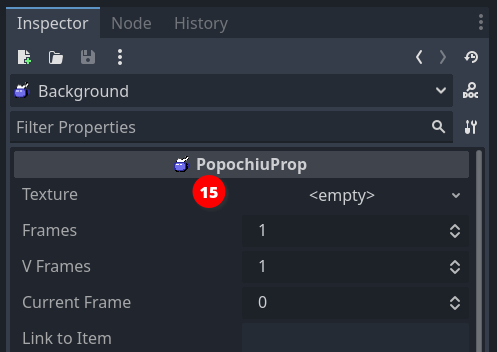 Inspector Node History
Background DOC
Filter Properties
PopochiuProp
15
Texture <empty>
Frames 1
V Frames 1
Current Frame 0
Link to Item